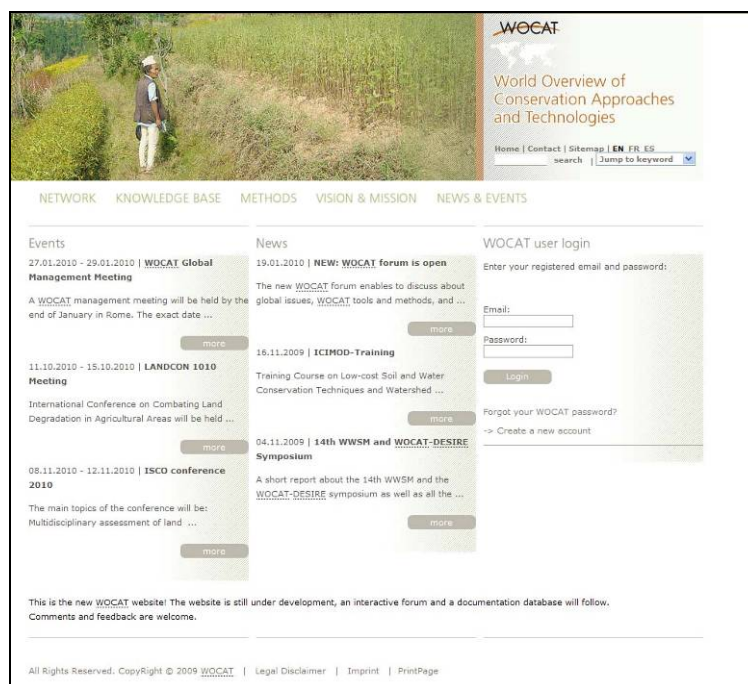 WOCAT
World Overview of
Conservation Approaches
and Technologies
Home | Contact | Sitemap | EN FR ES
search | Jump to keyword
NETWORK KNOWLEDGE BASE METHODS VISION & MISSION NEWS & EVENTS
Events
27.01.2010 - 29.01.2010 | WOCAT Global
Management Meeting
A WOCAT management meeting will be held by the
end of January in Rome. The exact date ...
more
11.10.2010 - 15.10.2010 | LANDCON 1010
Meeting
International Conference on Combating Land
Degradation in Agricultural Areas will be held ...
more
08.11.2010 - 12.11.2010 | ISCO conference
2010
The main topics of the conference will be:
Multidisciplinary assessment of land ...
more
News
19.01.2010 | NEW: WOCAT forum is open
The new WOCAT forum enables to discuss about
global issues, WOCAT tools and methods, and ...
more
16.11.2009 | ICIMOD-Training
Training Course on Low-cost Soil and Water
Conservation Techniques and Watershed ...
more
04.11.2009 | 14th WWSM and WOCAT-DESIRE
Symposium
A short report about the 14th WWSM and the
WOCAT-DESIRE symposium as well as all the ...
more
WOCAT user login
Enter your registered email and password:
Email:
Password:
Login
Forgot your WOCAT password?
-> Create a new account
This is the new WOCAT website! The website is still under development, an interactive forum and a documentation database will follow.
Comments and feedback are welcome.
All Rights Reserved. CopyRight © 2009 WOCAT | Legal Disclaimer | Imprint | PrintPage